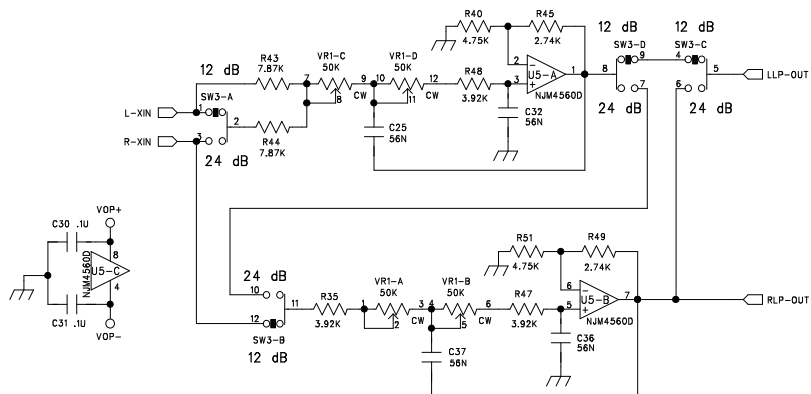 R40
4.75K
R45
2.74K
12 dB
SW3-D
SW3-C
12 dB
9
4
8
7
6
5
LLP-OUT
24 dB
24 dB
12 dB
R43
7.87K
VR1-C
50K
VR1-D
50K
7
8
9
CW
10
11
12
CW
R48
3.92K
2
3
1
U5-A
NJM4560D
C32
56N
L-XIN
R-XIN
1
SW3-A
2
3
24 dB
R44
7.87K
C25
56N
C30 .1U
VOP+
8
U5-C
NJM4560D
4
C31 .1U
VOP-
24 dB
10
11
12
SW3-B
12 dB
R35
3.92K
VR1-A
50K
VR1-B
50K
1
2
3
CW
4
5
6
CW
R47
3.92K
R51
4.75K
R49
2.74K
6
5
7
U5-B
NJM4560D
C36
56N
C37
56N
RLP-OUT